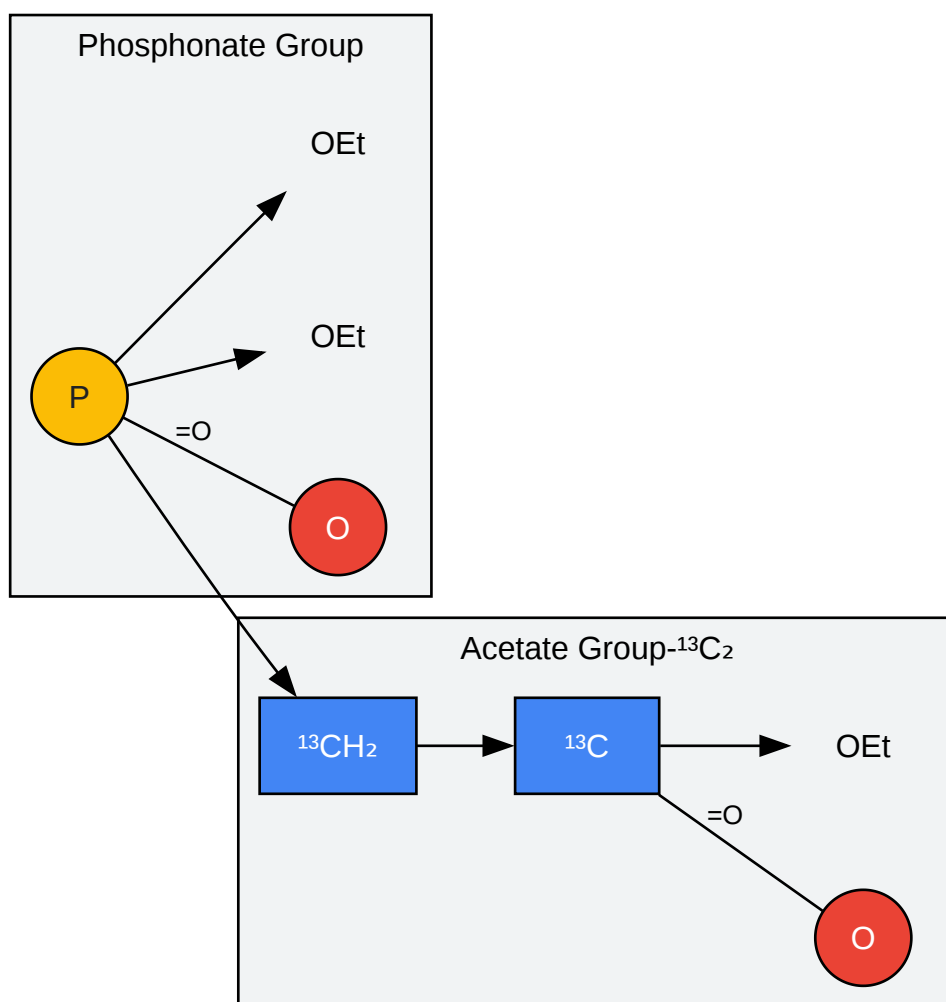 Phosphonate Group
OEt
OEt
P
=O
O
Acetate Group-¹³C₂
¹³CH₂
¹³C
OEt
=O
O